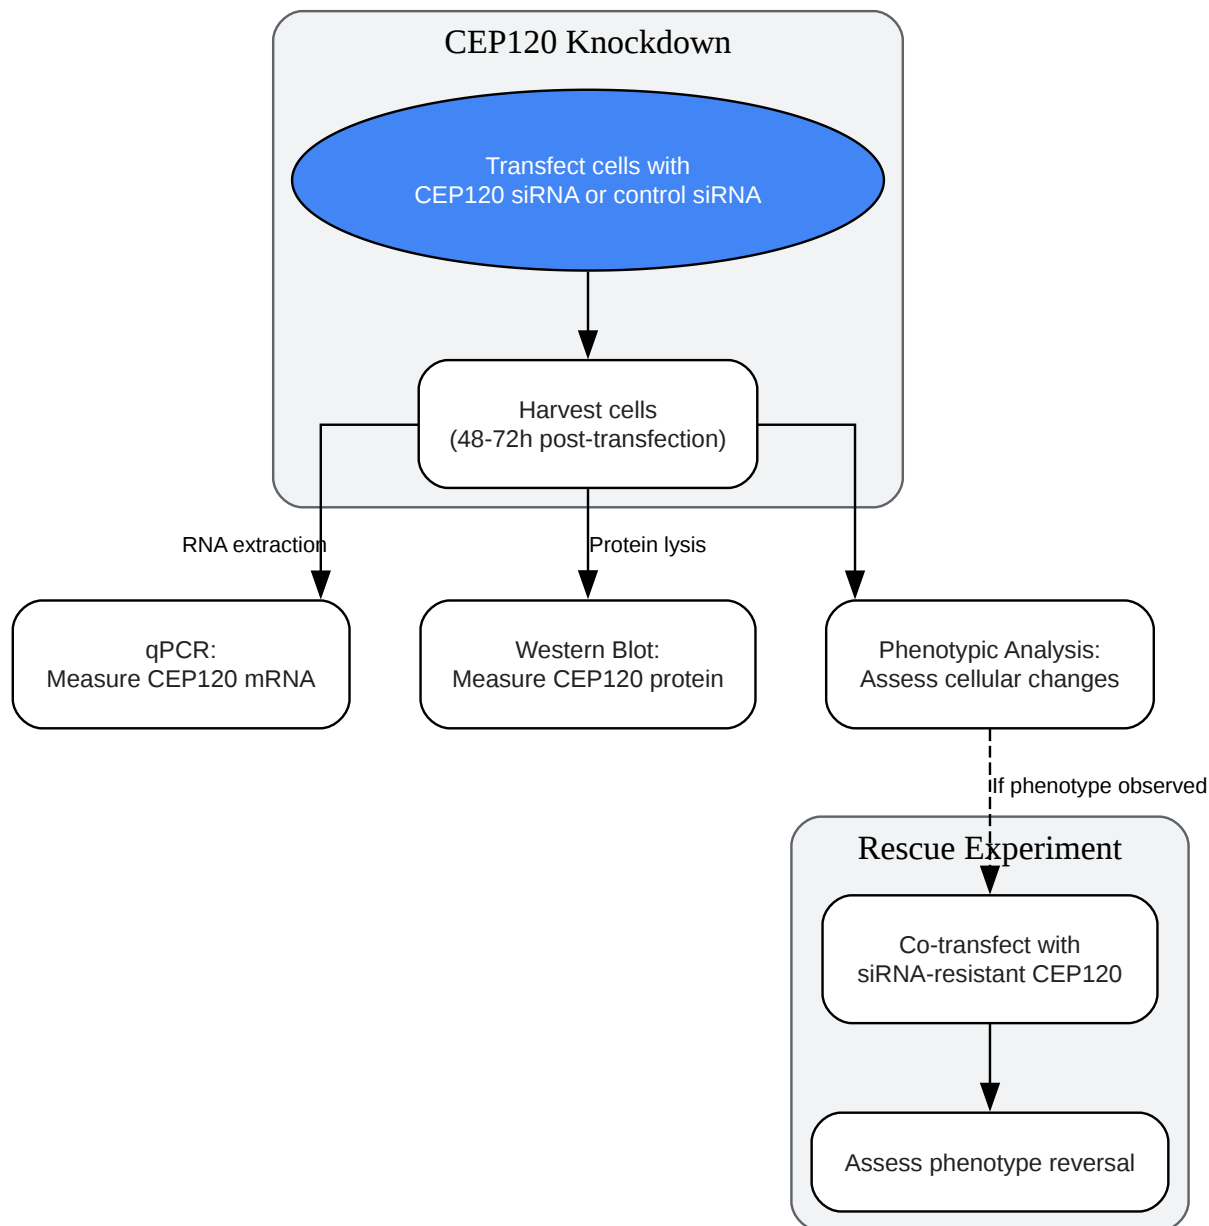 CEP120 Knockdown
Transfect cells with
CEP120 siRNA or control siRNA
Harvest cells
(48-72h post-transfection)
RNA extraction
Protein lysis
qPCR:
Measure CEP120 mRNA
Western Blot:
Measure CEP120 protein
Phenotypic Analysis:
Assess cellular changes
If phenotype observed
Rescue Experiment
Co-transfect with
siRNA-resistant CEP120
Assess phenotype reversal